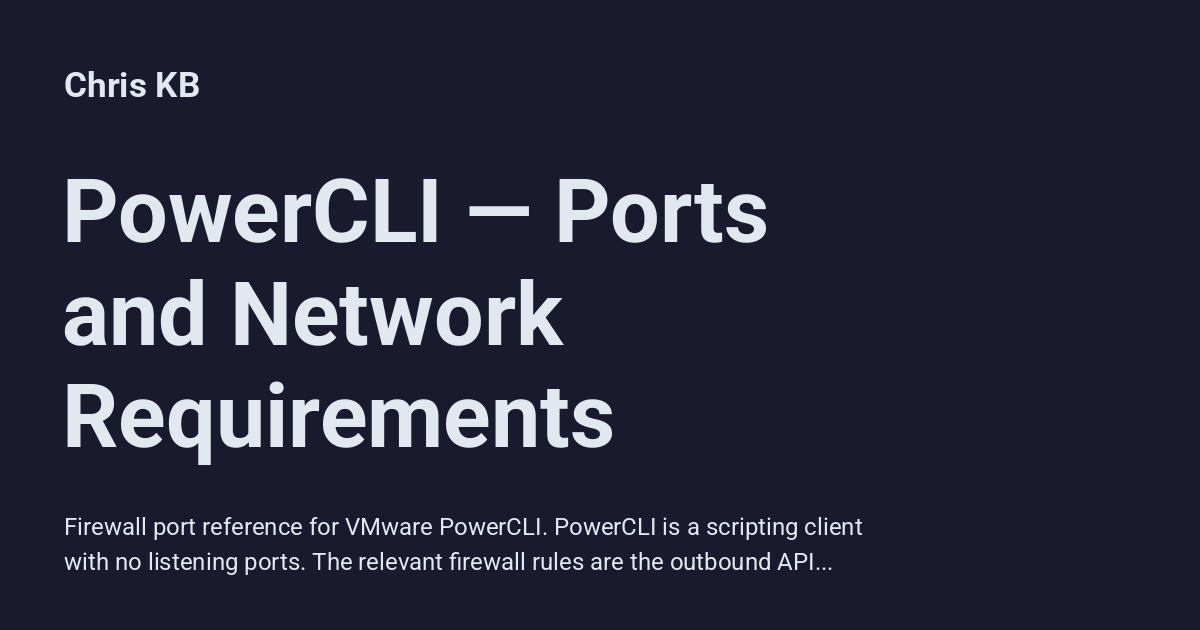 Chris KB
PowerCLI — Ports
and Network
Requirements
Firewall port reference for VMware PowerCLI. PowerCLI is a scripting client
with no listening ports. The relevant firewall rules are the outbound API...